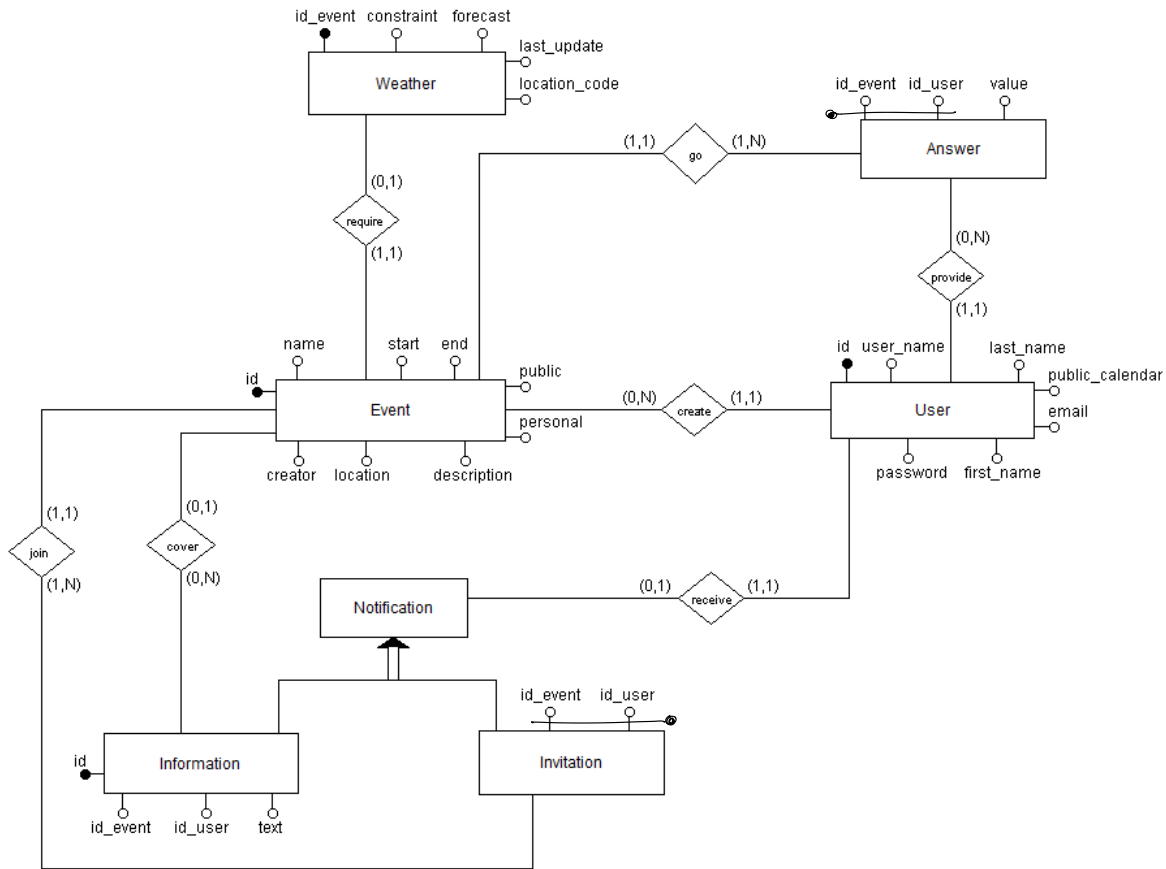 id_event constraint forecast
last_update
Weather
location_code
id_event id_user value
Answer
(1,1) go (1,N)
(0,1)
require
(1,1)
(0,N)
provide
(1,1)
name start end
public
id
Event
personal
creator location description
(0,N) create (1,1)
id user_name last_name
public_calendar
User
email
password first_name
(1,1)
join
(1,N)
(0,1)
cover
(0,N)
Notification
(0,1) receive (1,1)
id_event id_user
Invitation
id
Information
id_event id_user text